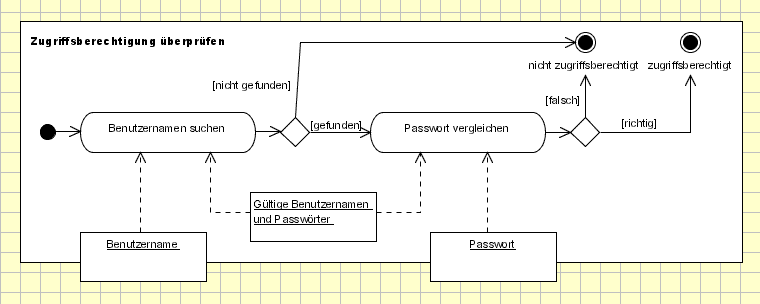 Zugriffsberechtigung überprüfen
nicht zugriffsberechtigt
zugriffsberechtigt
[nicht gefunden]
[falsch]
[richtig]
Benutzernamen suchen
[gefunden]
Passwort vergleichen
Gültige Benutzernamen
und Passwörter
Benutzername
Passwort